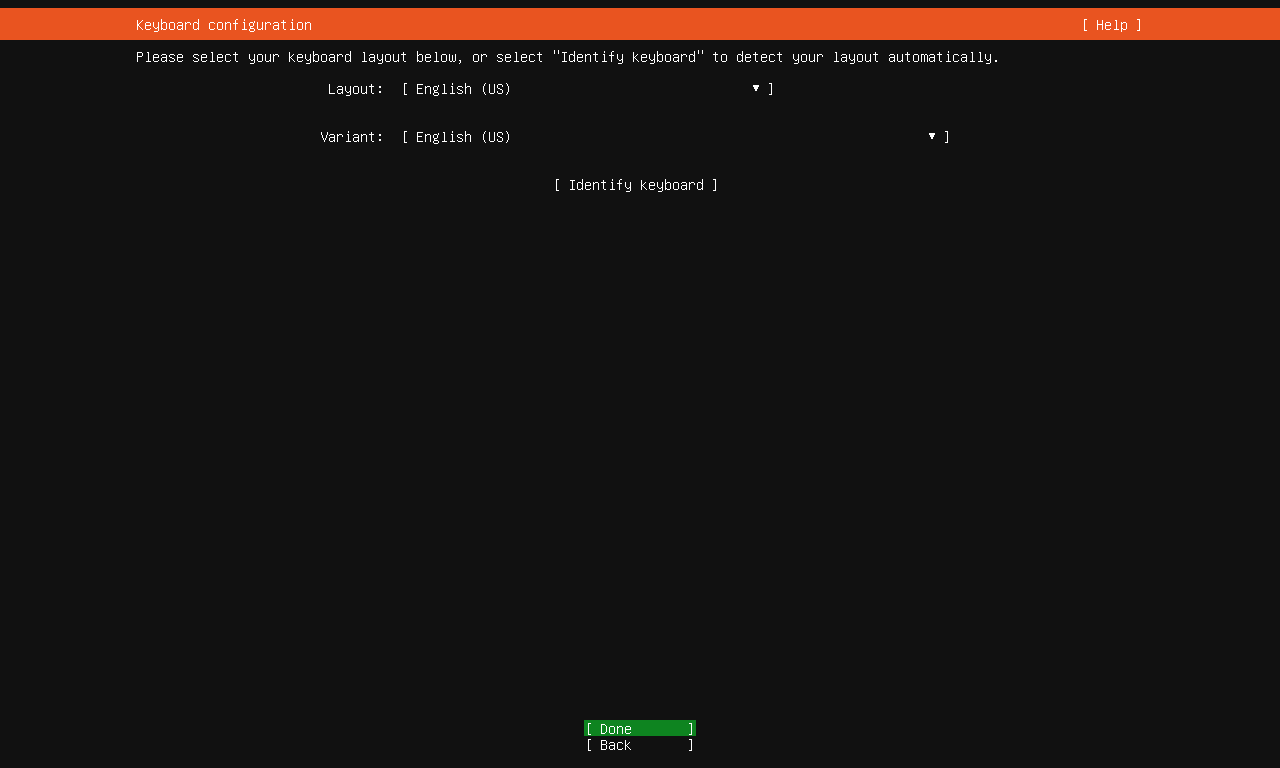 Keyboard configuration [ Help ]
Please select your keyboard layout below, or select "Identify keyboard" to detect your layout automatically.
Layout: [ English (US) ▾ ]
Variant: [ English (US) ▾ ]
[ Identify keyboard ]
[ Done ]
[ Back ]